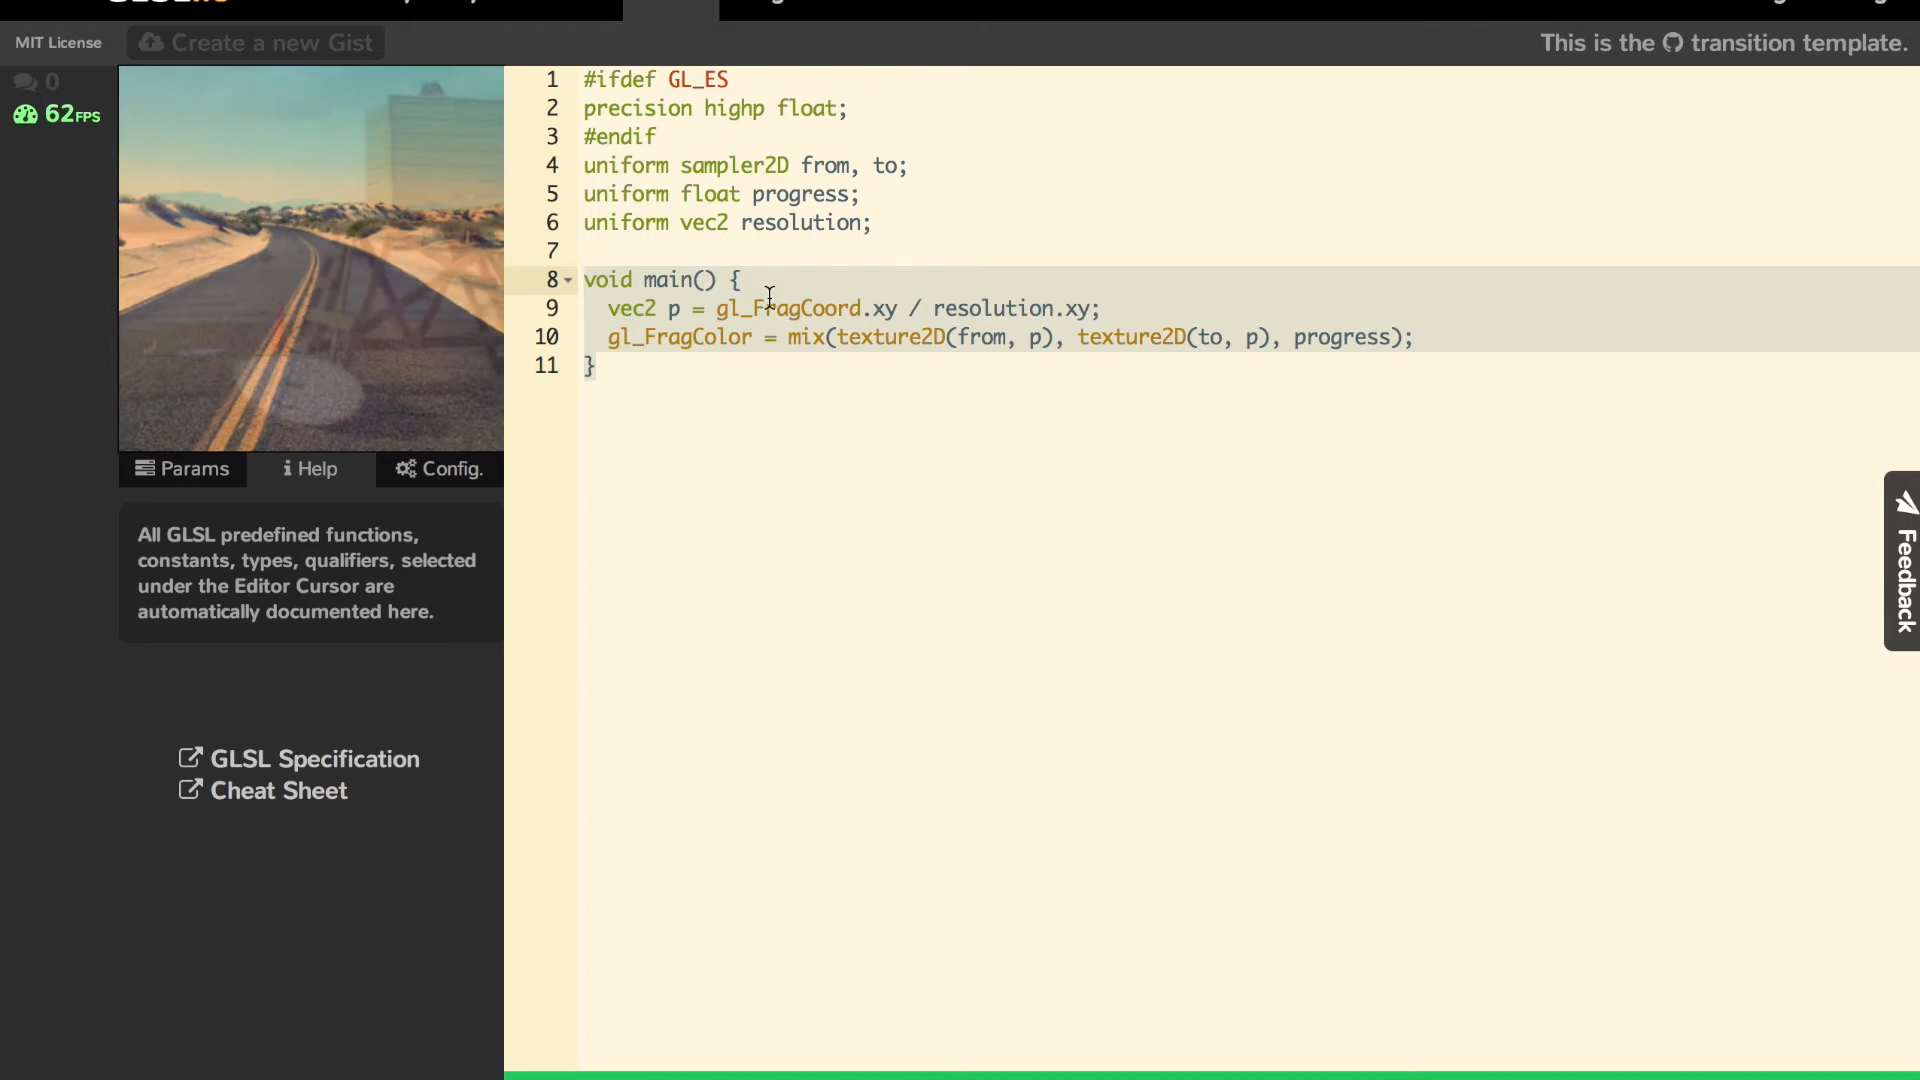 MIT License
Create a new Gist
This is the transition template.
0
62FPS
1 #ifdef GL_ES
2 precision highp float;
3 #endif
4 uniform sampler2D from, to;
5 uniform float progress;
6 uniform vec2 resolution;
7
8 void main() {
9 vec2 p = gl_FragCoord.xy / resolution.xy;
10 gl_FragColor = mix(texture2D(from, p), texture2D(to, p), progress);
11 }
Params
Help
Config.
All GLSL predefined functions,
constants, types, qualifiers, selected
under the Editor Cursor are
automatically documented here.
GLSL Specification
Cheat Sheet
Feedback